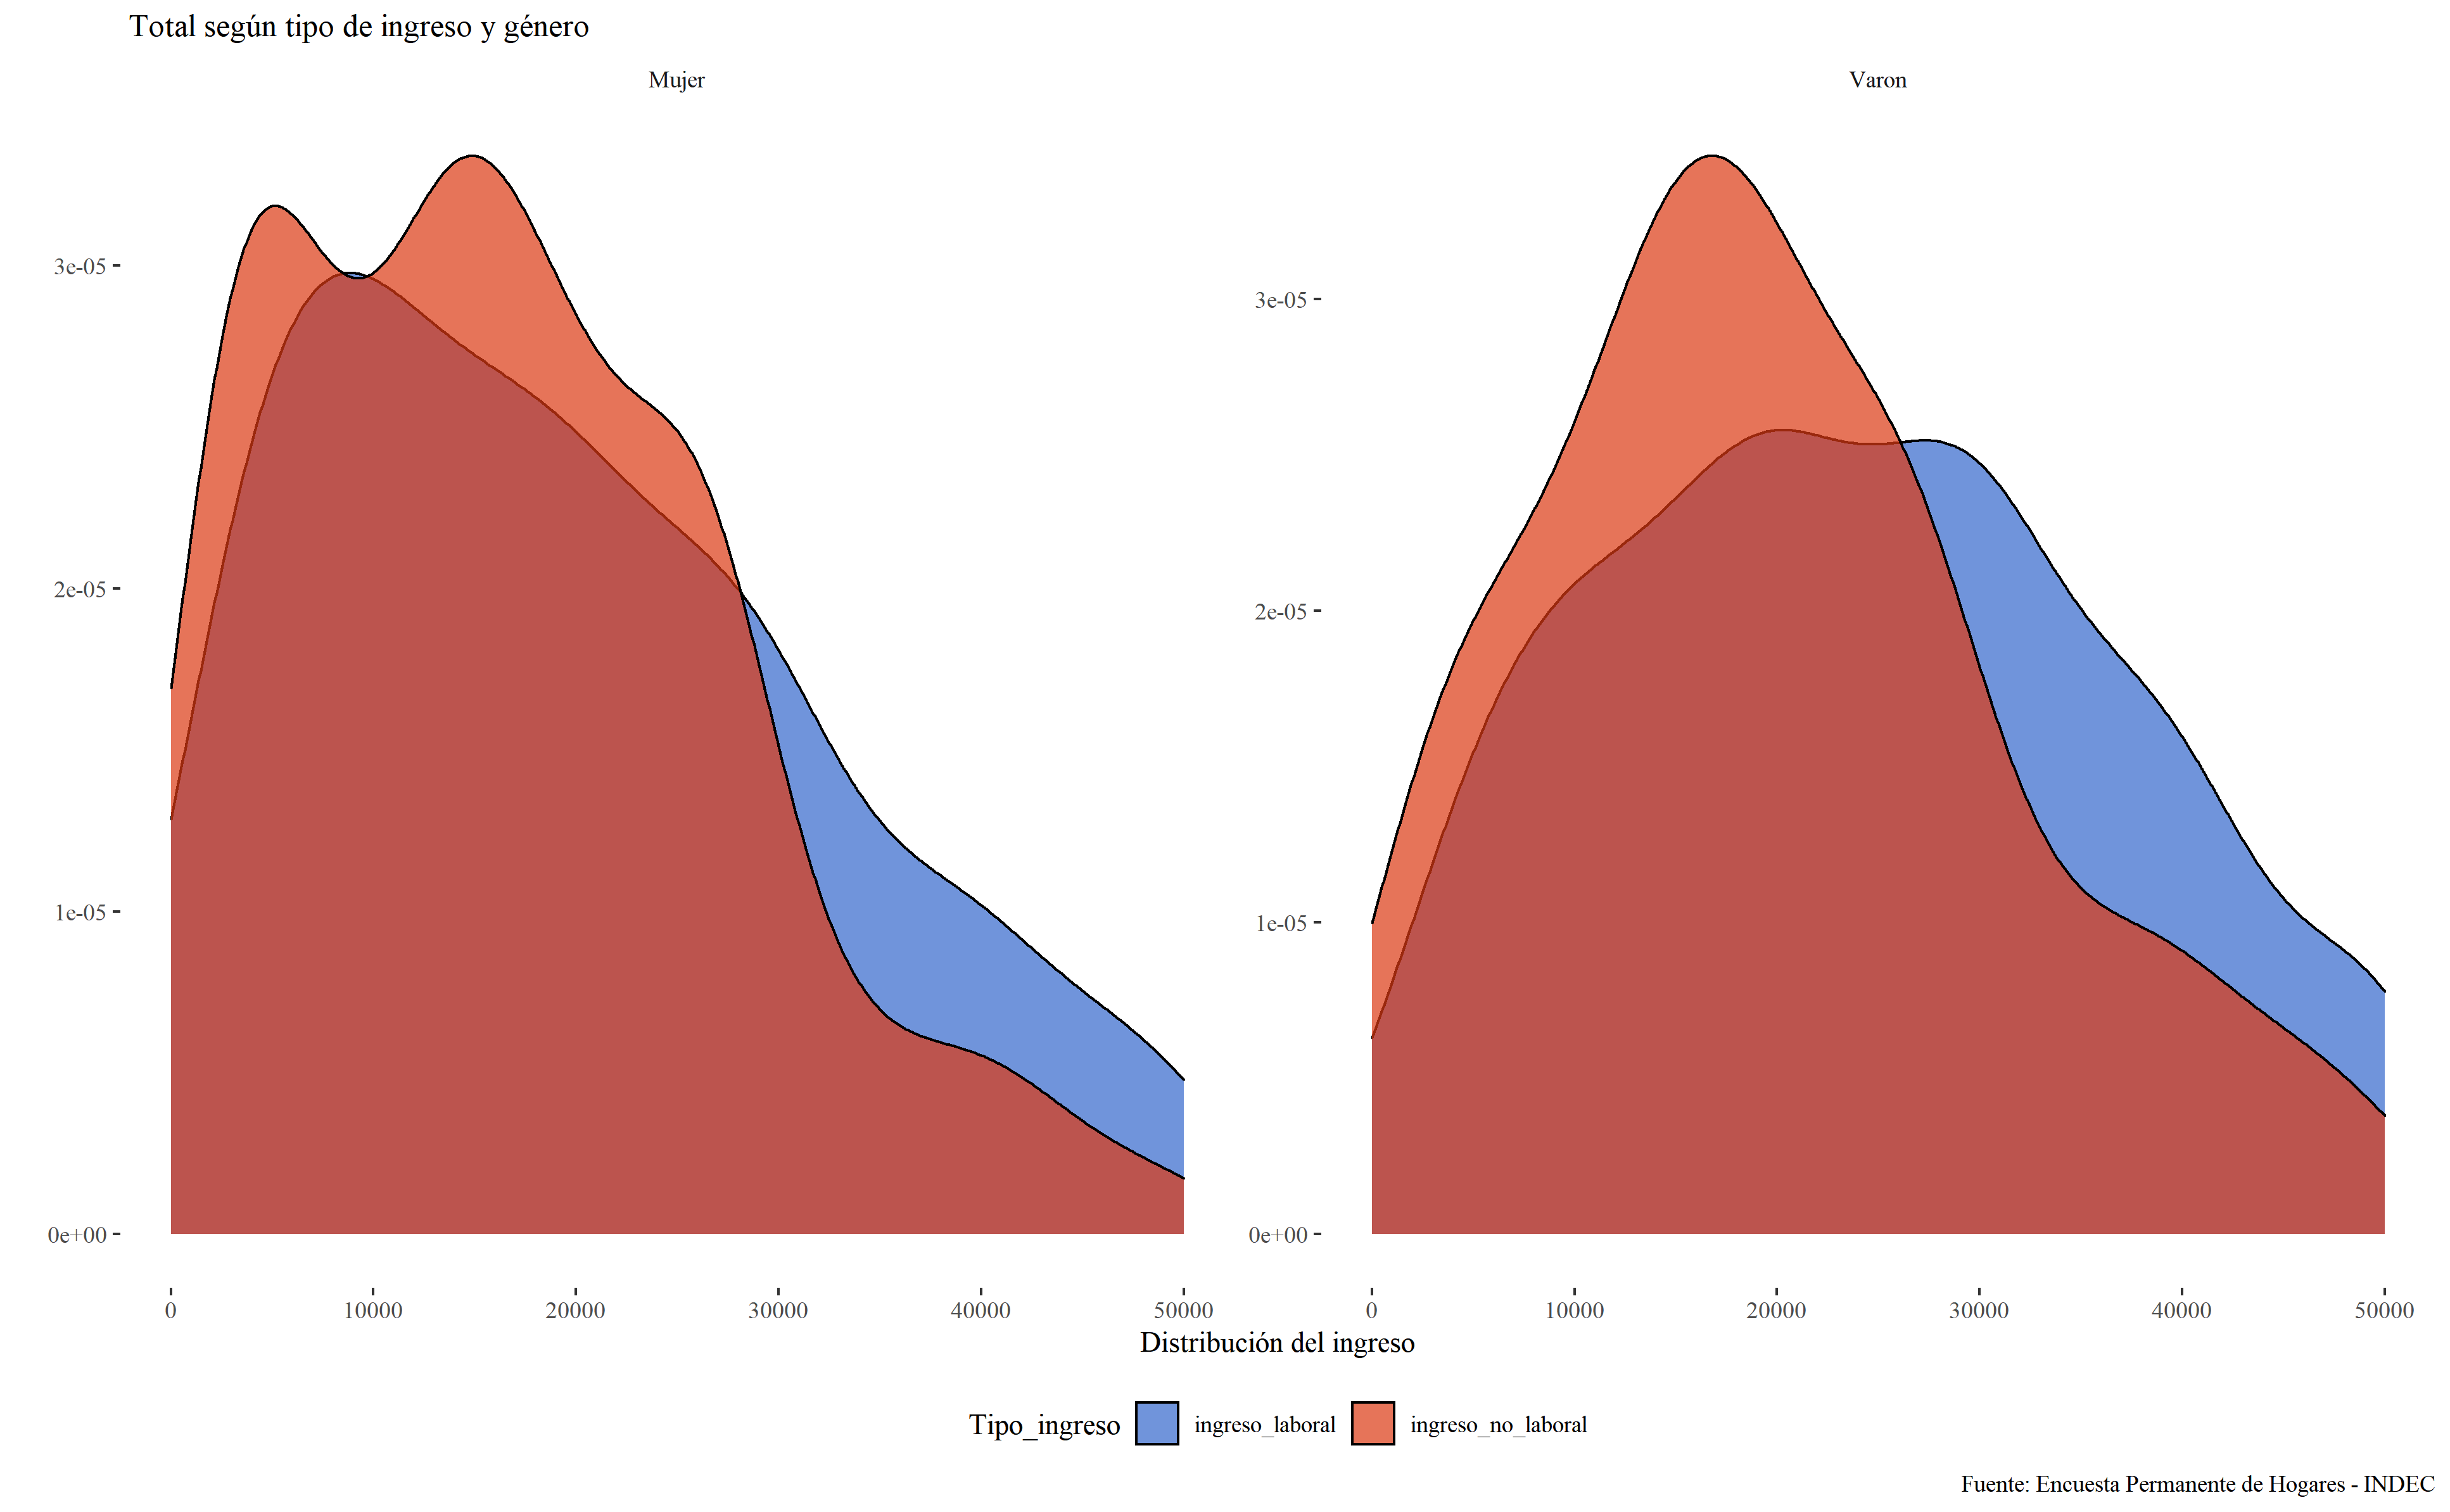 Total según tipo de ingreso y género
Mujer
Varon
3e-05
2e-05
1e-05
0e+00
3e-05
2e-05
1e-05
0e+00
0 10000 20000 30000 40000 50000
0 10000 20000 30000 40000 50000
Distribución del ingreso
Tipo_ingreso ingreso_laboral ingreso_no_laboral
Fuente: Encuesta Permanente de Hogares - INDEC